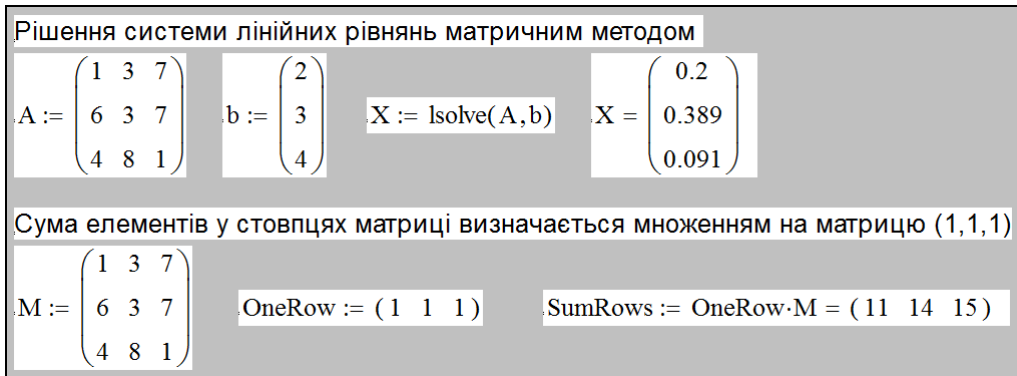 Рішення системи лінійних рівнянь матричним методом
A := ( 1 3 7 ; 6 3 7 ; 4 8 1 ) b := ( 2 ; 3 ; 4 ) X := lsolve(A,b) X = ( 0.2 ; 0.389 ; 0.091 )
Сума елементів у стовпцях матриці визначається множенням на матрицю (1,1,1)
M := ( 1 3 7 ; 6 3 7 ; 4 8 1 ) OneRow := ( 1 1 1 ) SumRows := OneRow·M = ( 11 14 15 )